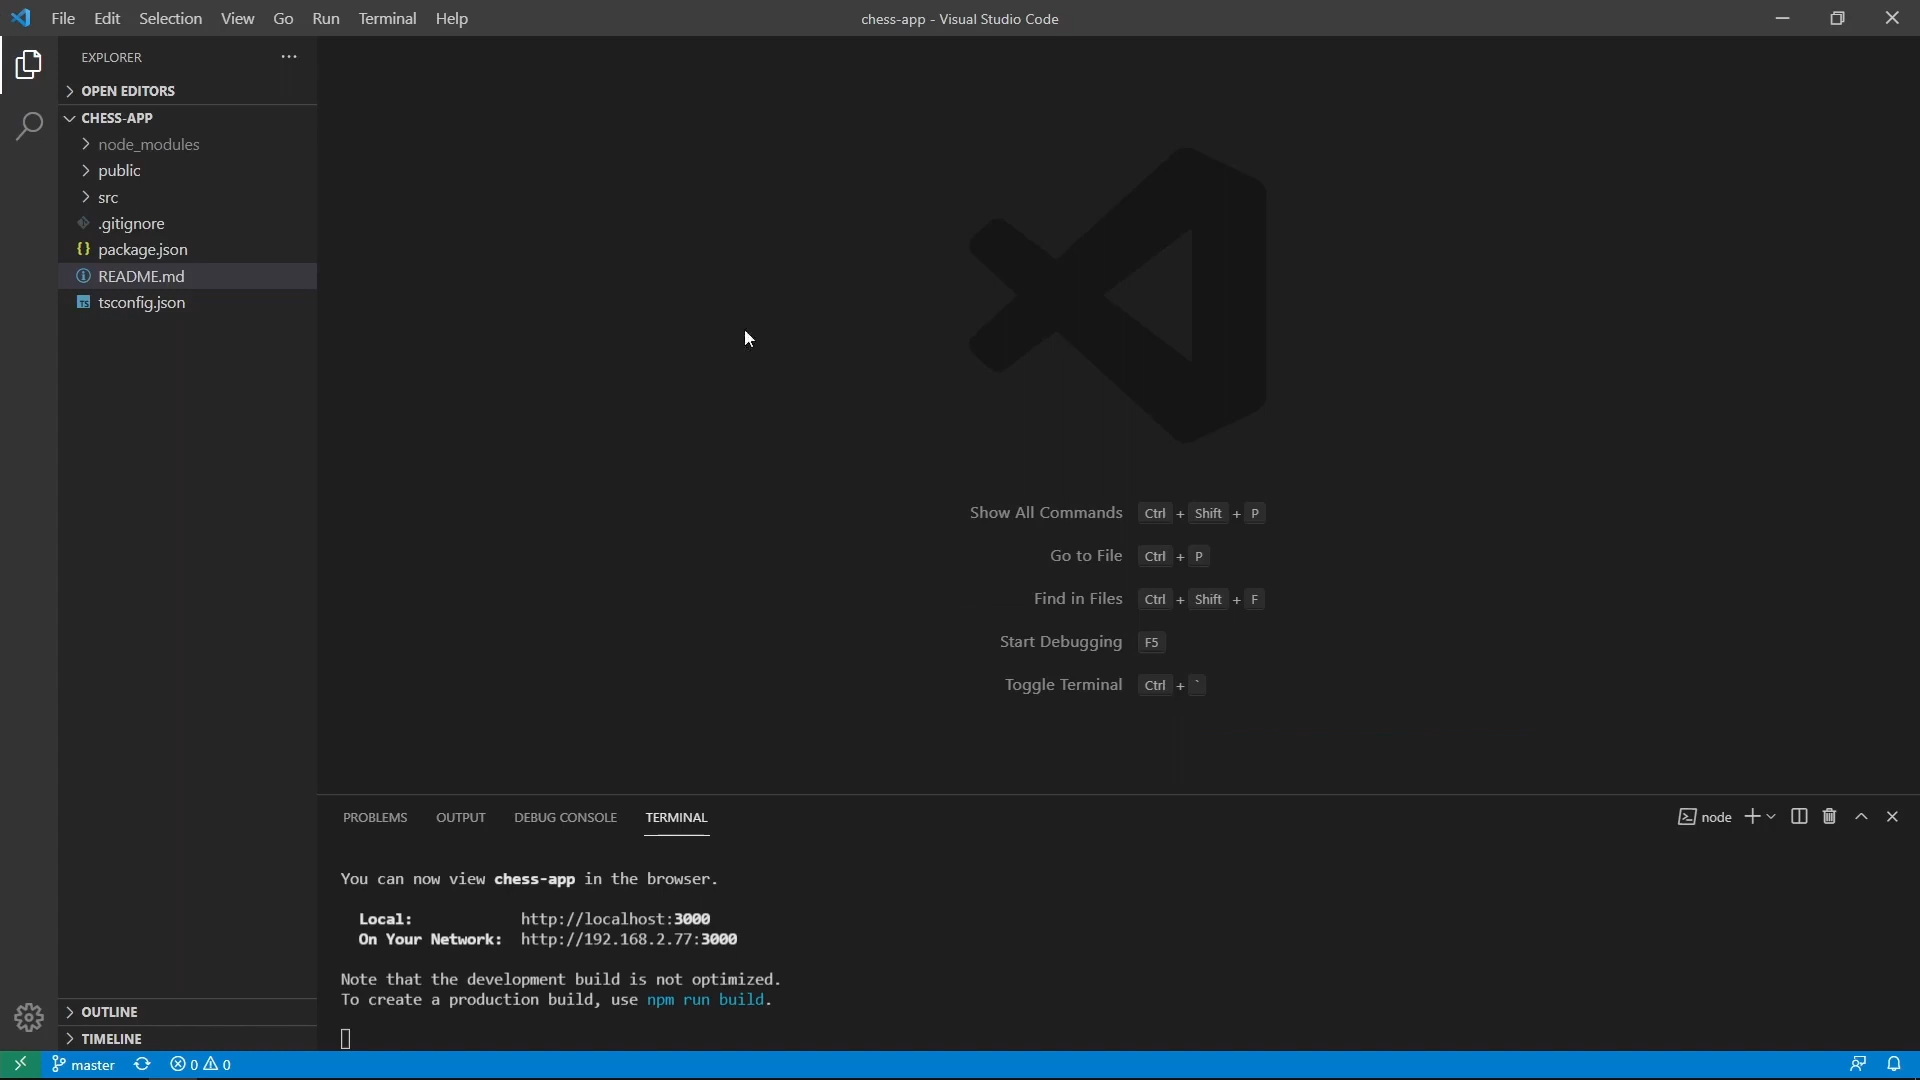 File Edit Selection View Go Run Terminal Help
chess-app - Visual Studio Code
EXPLORER
OPEN EDITORS
CHESS-APP
node_modules
public
src
.gitignore
package.json
README.md
tsconfig.json
Show All Commands Ctrl + Shift + P
Go to File Ctrl + P
Find in Files Ctrl + Shift + F
Start Debugging F5
Toggle Terminal Ctrl + `
PROBLEMS OUTPUT DEBUG CONSOLE TERMINAL
node
You can now view chess-app in the browser.
Local: http://localhost:3000
On Your Network: http://192.168.2.77:3000
Note that the development build is not optimized.
To create a production build, use npm run build.
OUTLINE
TIMELINE
master 0 0